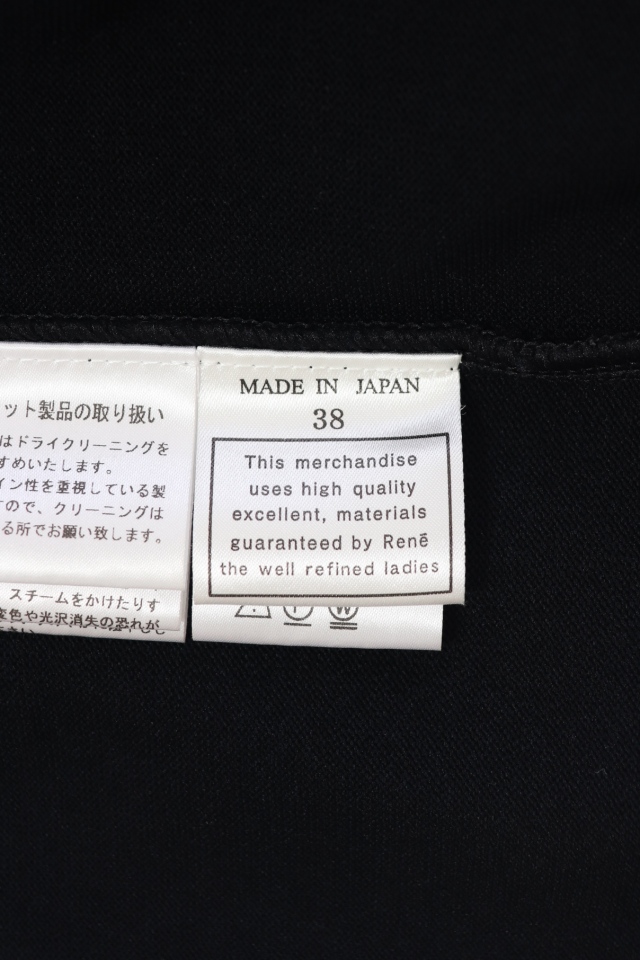 MADE IN JAPAN
38
This merchandise
uses high quality
excellent, materials
guaranteed by Renē
the well refined ladies
ット製品の取り扱い
はドライクリーニングを
すめいたします。
イン性を重視している製
ので、クリーニングは
る所でお願い致します。
スチームをかけたりす
変色や光沢消失の恐れが
W